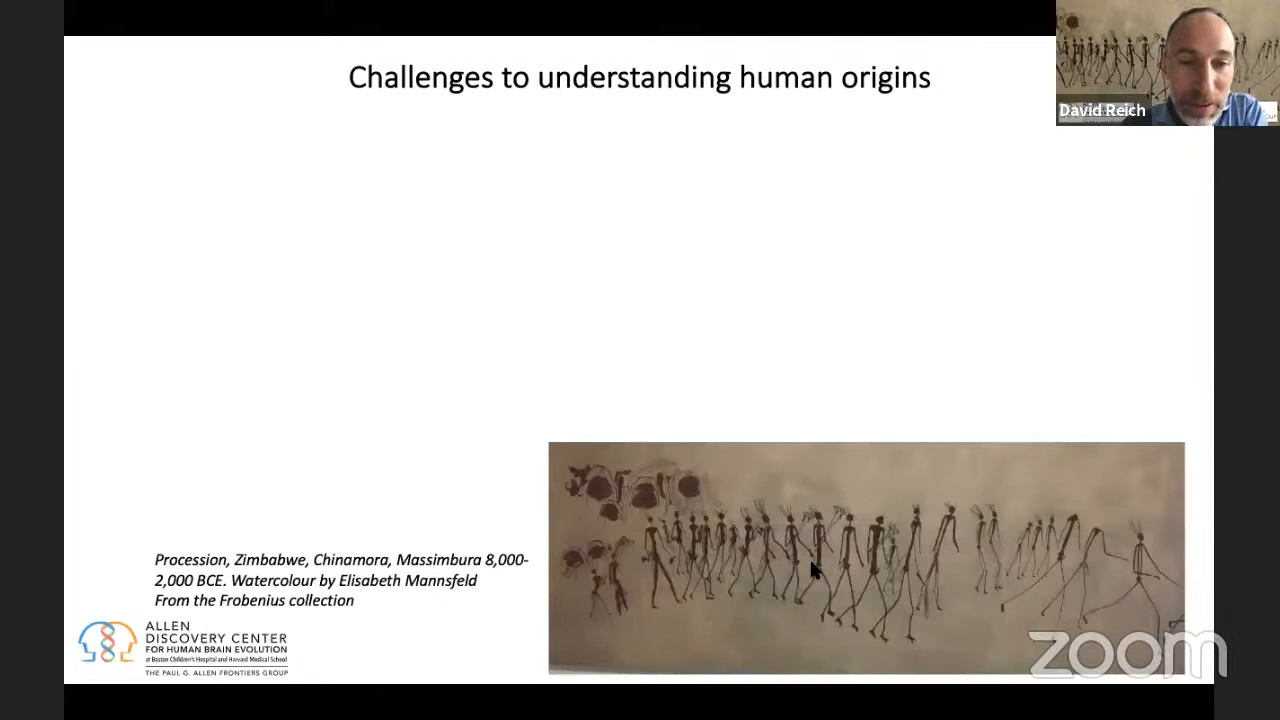 Challenges to understanding human origins
David Reich
Procession, Zimbabwe, Chinamora, Massimbura 8,000-
2,000 BCE. Watercolour by Elisabeth Mannsfeld
From the Frobenius collection
ALLEN
DISCOVERY CENTER
FOR HUMAN BRAIN EVOLUTION
at Boston Children's Hospital and Harvard Medical School
THE PAUL G. ALLEN FRONTIERS GROUP
zoom